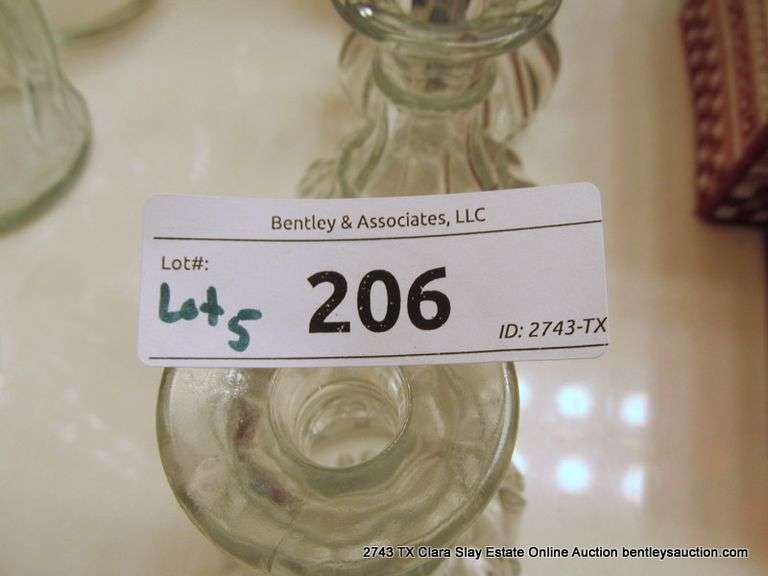 Bentley & Associates, LLC
Lot#:
Lot 5
206
ID: 2743-TX
2743 TX Clara Slay Estate Online Auction bentleysauction.com